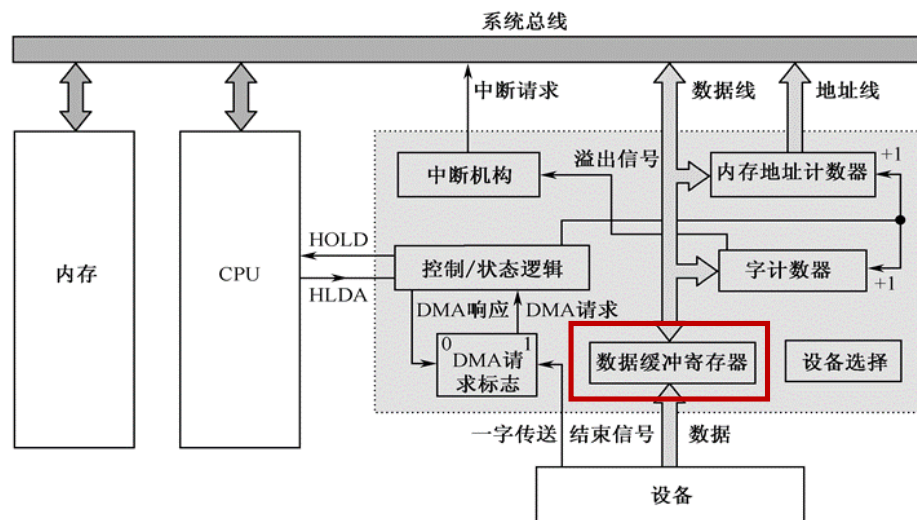 系统总线
中断请求
数据线
地址线
溢出信号
中断机构
内存地址计数器
+1
HOLD
控制/状态逻辑
字计数器
+1
内存
CPU
HLDA
DMA响应
DMA请求
0
1
DMA请
求标志
数据缓冲寄存器
设备选择
一字传送
结束信号
数据
设备